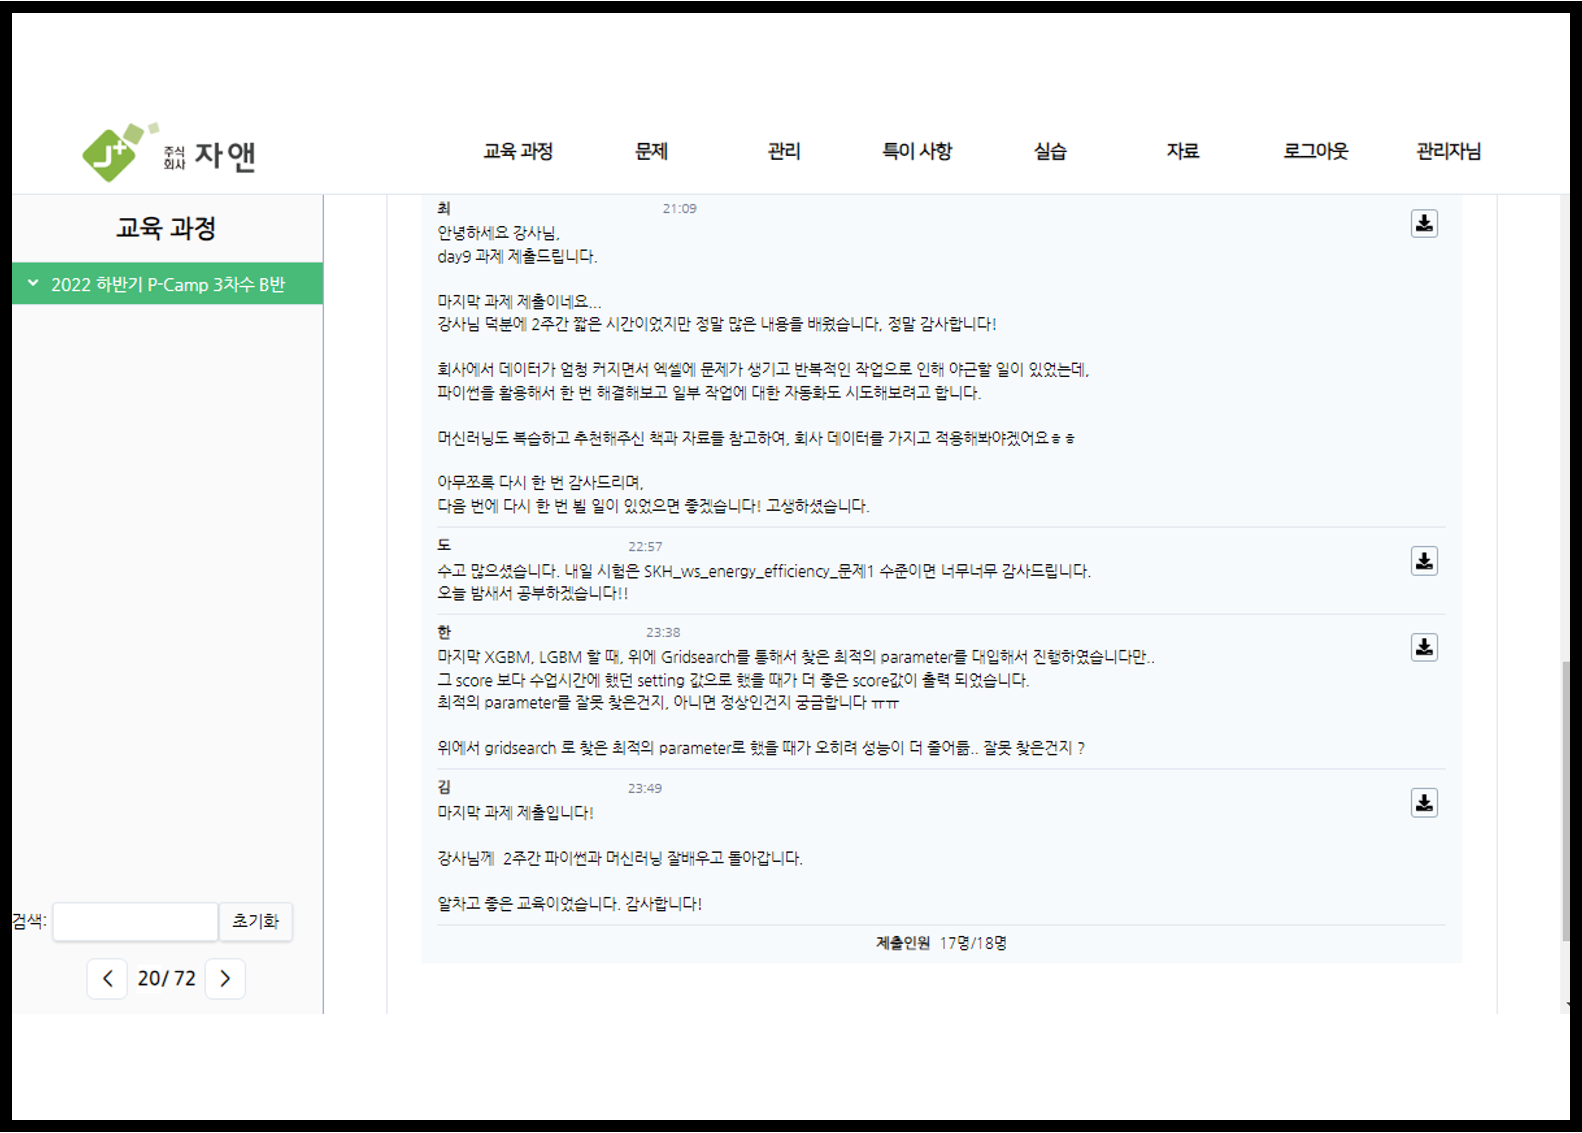 J+ 주식회사 자앤
교육 과정 문제 관리 특이 사항 실습 자료 로그아웃 관리자님
교육 과정
2022 하반기 P-Camp 3차수 B반
최 21:09
안녕하세요 강사님,
day9 과제 제출드립니다.
마지막 과제 제출이네요...
강사님 덕분에 2주간 짧은 시간이었지만 정말 많은 내용을 배웠습니다, 정말 감사합니다!
회사에서 데이터가 엄청 커지면서 엑셀에 문제가 생기고 반복적인 작업으로 인해 야근할 일이 있었는데,
파이썬을 활용해서 한 번 해결해보고 일부 작업에 대한 자동화도 시도해보려고 합니다.
머신러닝도 복습하고 추천해주신 책과 자료들 참고하여, 회사 데이터를 가지고 적용해봐야겠어요ㅎㅎ
아무쪼록 다시 한 번 감사드리며,
다음 번에 다시 한 번 뵐 일이 있었으면 좋겠습니다! 고생하셨습니다.
도 22:57
수고 많으셨습니다. 내일 시험은 SKH_ws_energy_efficiency_문제1 수준이면 너무너무 감사드립니다.
오늘 밤새서 공부하겠습니다!!
한 23:38
마지막 XGBM, LGBM 할 때, 위에 Gridsearch를 통해서 찾은 최적의 parameter를 대입해서 진행하였습니다만..
그 score 보다 수업시간에 했던 setting 값으로 했을 때가 더 좋은 score값이 출력 되었습니다.
최적의 parameter를 잘못 찾은건지, 아니면 정상인건지 궁금합니다 ㅠㅠ
위에서 gridsearch 로 찾은 최적의 parameter로 했을 때가 오히려 성능이 더 줄어듦.. 잘못 찾은건지 ?
김 23:49
마지막 과제 제출입니다!
강사님께 2주간 파이썬과 머신러닝 잘배우고 돌아갑니다.
알차고 좋은 교육이었습니다. 감사합니다!
제출인원 17명/18명
검색: 초기화
20/ 72